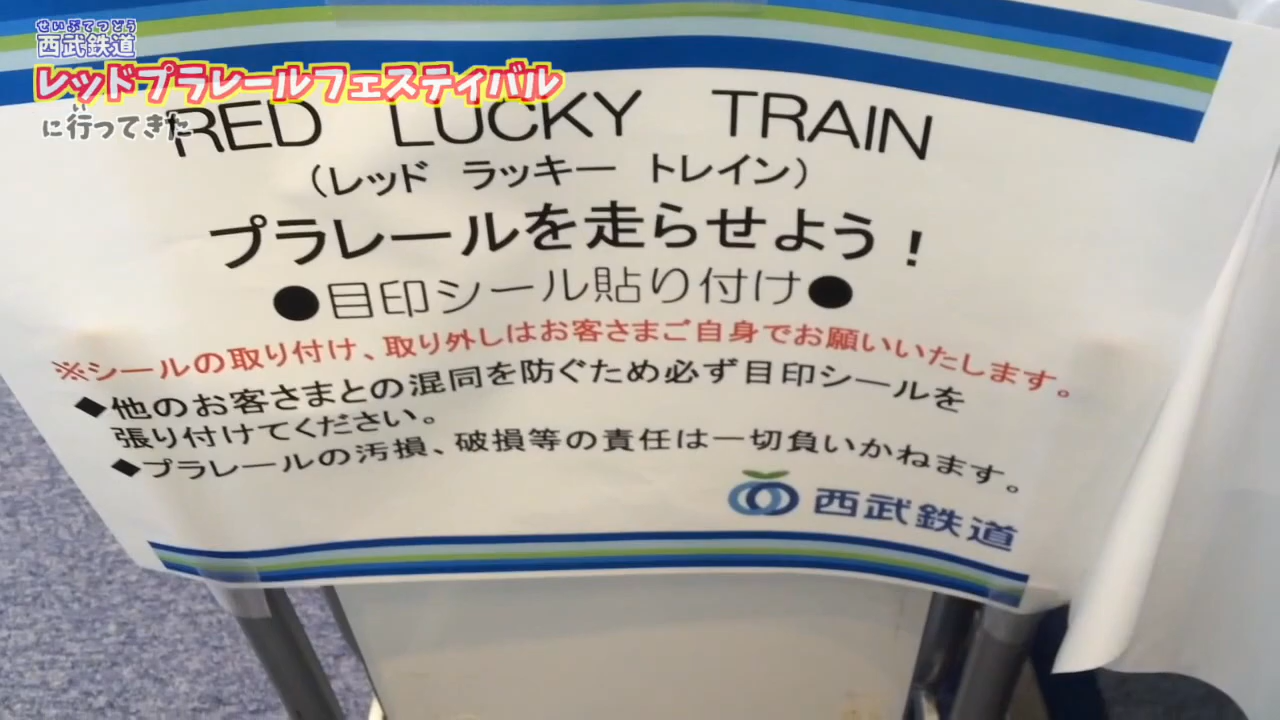 せいぶてつどう
西武鉄道
レッドプラレールフェスティバル
い
に行ってきた
RED LUCKY TRAIN
（レッド ラッキー トレイン）
プラレールを走らせよう！
●目印シール貼り付け●
※シールの取り付け、取り外しはお客さまご自身でお願いいたします。
◆他のお客さまとの混同を防ぐため必ず目印シールを
張り付けてください。
◆プラレールの汚損、破損等の責任は一切負いかねます。
西武鉄道